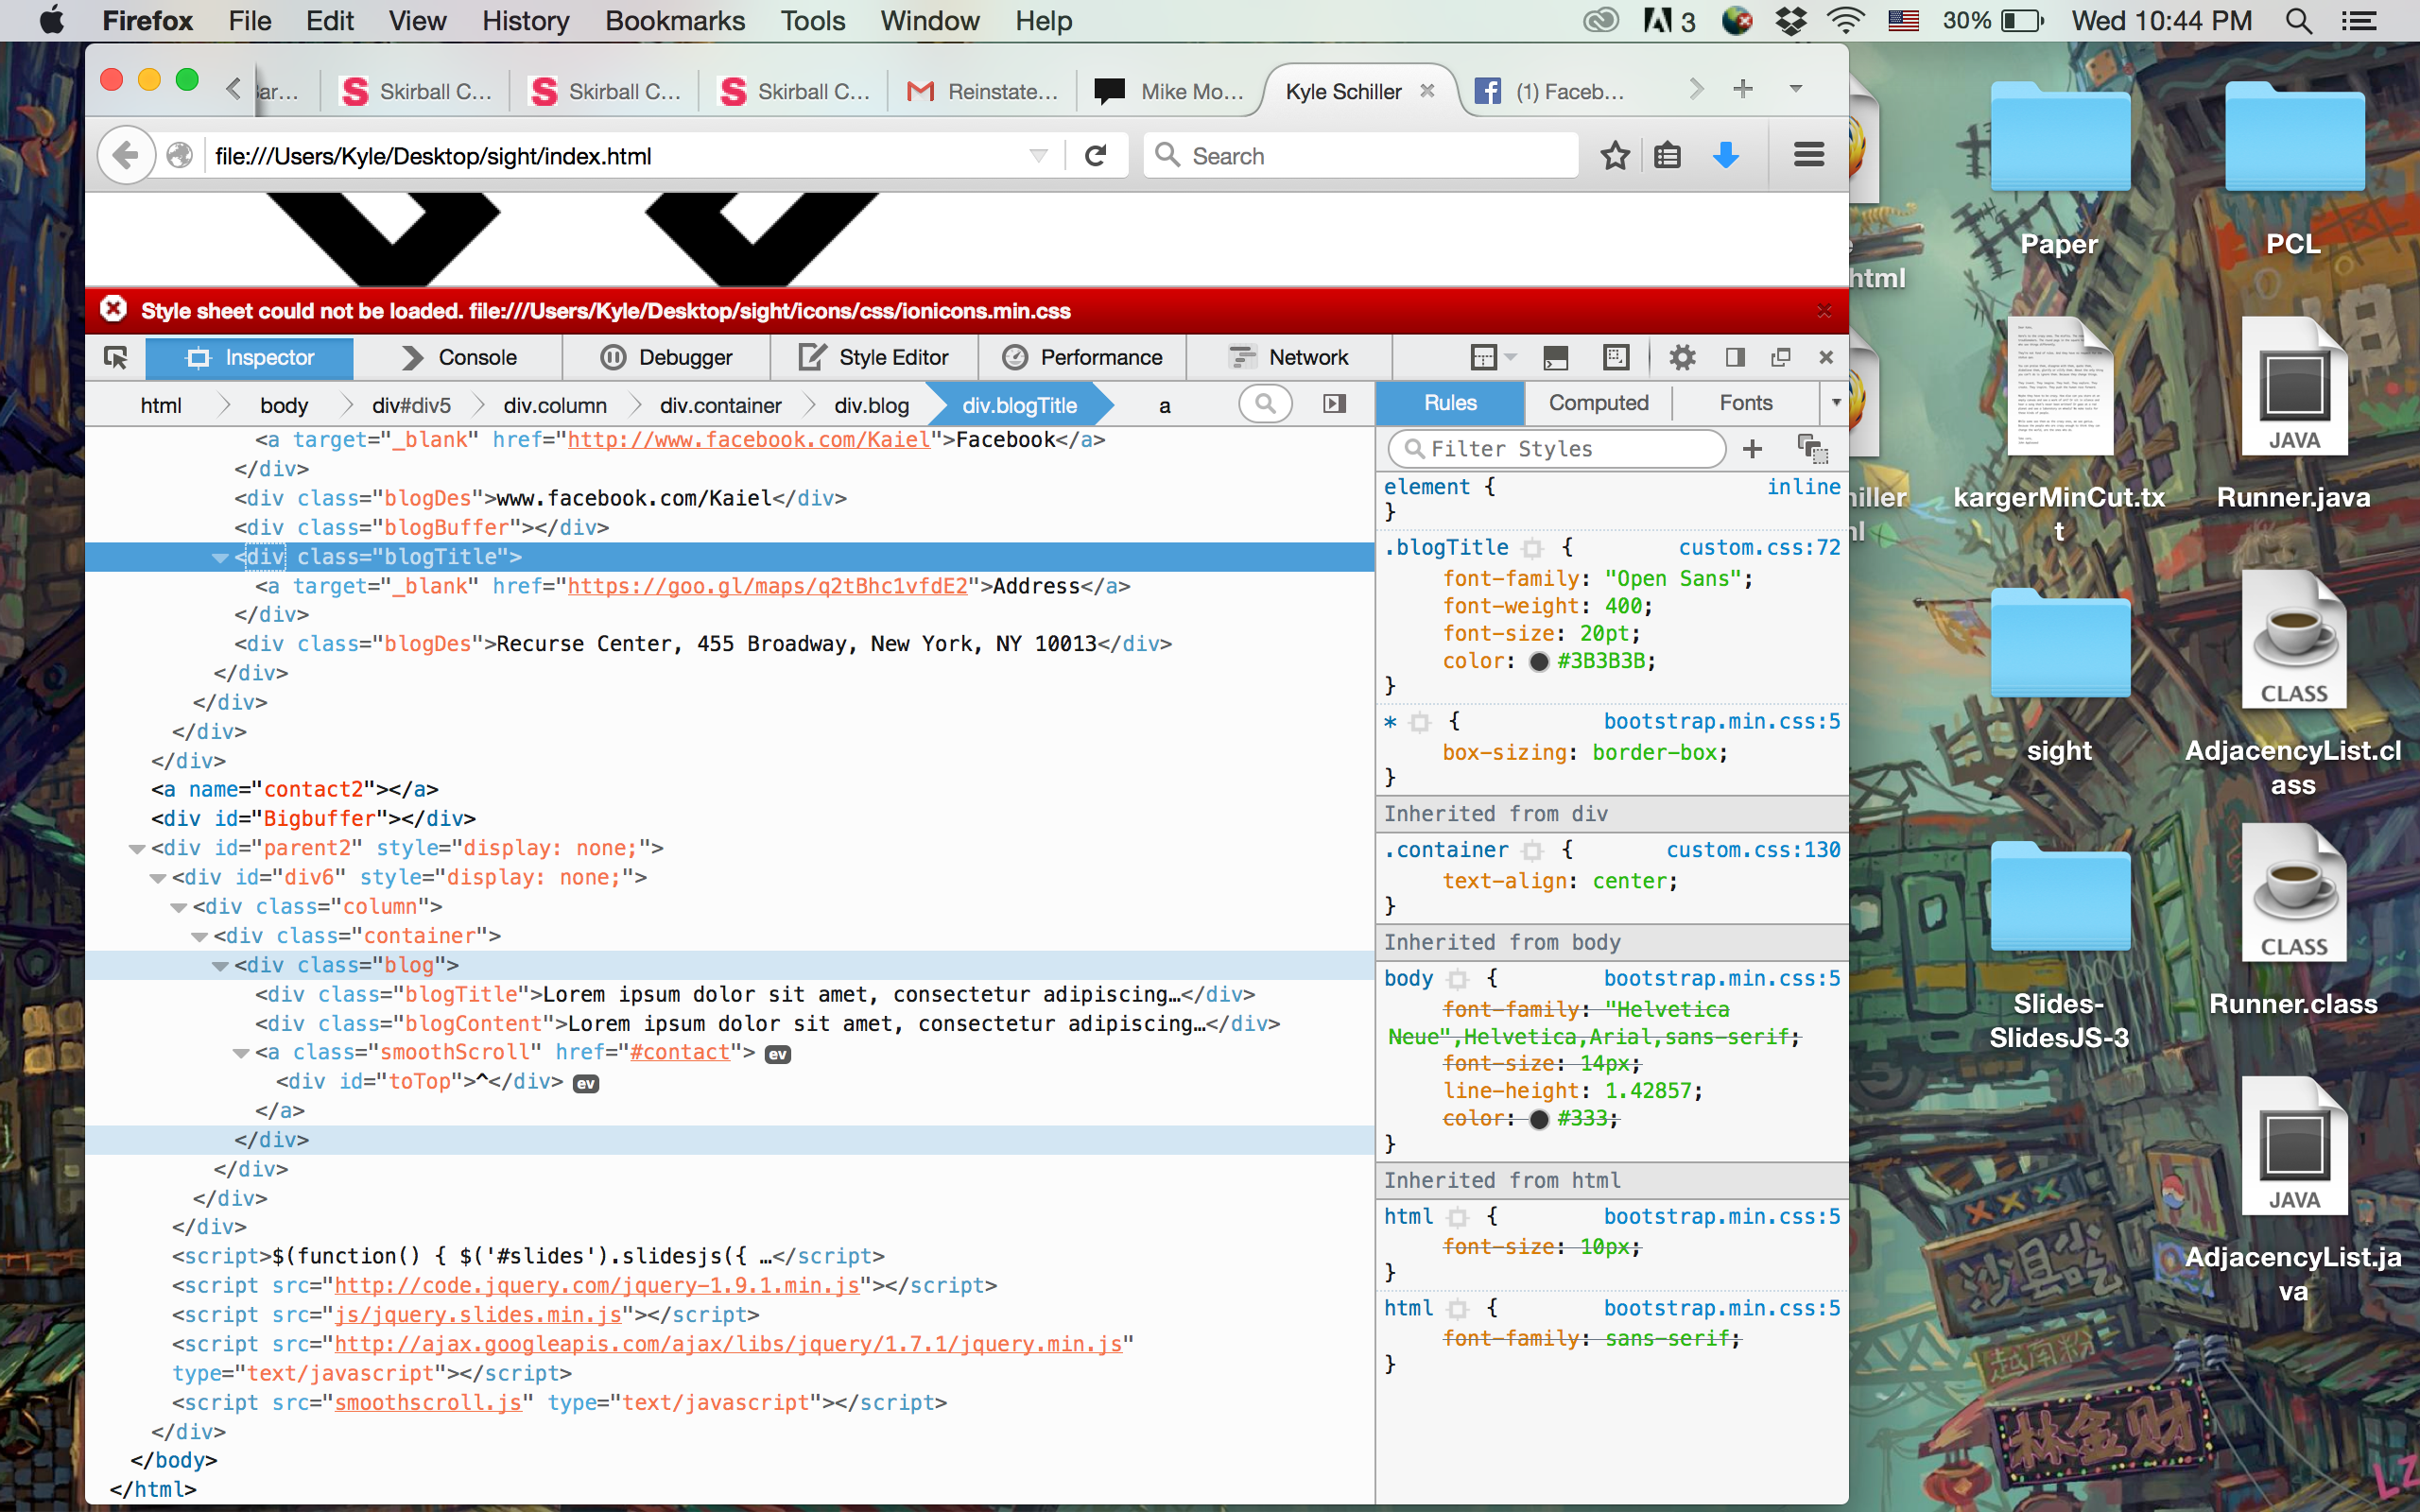 Firefox File Edit View History Bookmarks Tools Window Help 3 30% Wed 10:44 PM
Skirball C... Skirball C... Skirball C... Reinstate... Mike Mo... Kyle Schiller (1) Faceb...
file:///Users/Kyle/Desktop/sight/index.html Search
Style sheet could not be loaded. file:///Users/Kyle/Desktop/sight/icons/css/ionicons.min.css
Inspector Console Debugger Style Editor Performance Network
html body div#div5 div.column div.container div.blog div.blogTitle a
<a target="_blank" href="http://www.facebook.com/Kaiel">Facebook</a>
</div>
<div class="blogDes">www.facebook.com/Kaiel</div>
<div class="blogBuffer"></div>
<div class="blogTitle">
<a target="_blank" href="https://goo.gl/maps/q2tBhc1vfdE2">Address</a>
</div>
<div class="blogDes">Recurse Center, 455 Broadway, New York, NY 10013</div>
</div>
</div>
</div>
</div>
<a name="contact2"></a>
<div id="Bigbuffer"></div>
<div id="parent2" style="display: none;">
<div id="div6" style="display: none;">
<div class="column">
<div class="container">
<div class="blog">
<div class="blogTitle">Lorem ipsum dolor sit amet, consectetur adipiscing…</div>
<div class="blogContent">Lorem ipsum dolor sit amet, consectetur adipiscing…</div>
<a class="smoothScroll" href="#contact"> ev
<div id="toTop">^</div> ev
</a>
</div>
</div>
</div>
</div>
<script>$(function() { $('#slides').slidesjs({ …</script>
<script src="http://code.jquery.com/jquery-1.9.1.min.js"></script>
<script src="js/jquery.slides.min.js"></script>
<script src="http://ajax.googleapis.com/ajax/libs/jquery/1.7.1/jquery.min.js"
type="text/javascript"></script>
<script src="smoothscroll.js" type="text/javascript"></script>
</div>
</body>
</html>
Rules Computed Fonts
Filter Styles
element { inline
}
.blogTitle { custom.css:72
font-family: "Open Sans";
font-weight: 400;
font-size: 20pt;
color: #3B3B3B;
}
* { bootstrap.min.css:5
box-sizing: border-box;
}
Inherited from div
.container { custom.css:130
text-align: center;
}
Inherited from body
body { bootstrap.min.css:5
font-family: "Helvetica
Neue",Helvetica,Arial,sans-serif;
font-size: 14px;
line-height: 1.42857;
color: #333;
}
Inherited from html
html { bootstrap.min.css:5
font-size: 10px;
}
html { bootstrap.min.css:5
font-family: sans-serif;
}
Paper
PCL
html
kargerMinCut.tx
t
JAVA
Runner.java
sight
CLASS
AdjacencyList.cl
ass
Slides-
SlidesJS-3
CLASS
Runner.class
JAVA
AdjacencyList.ja
va
沙县小吃
越南粉
林金财